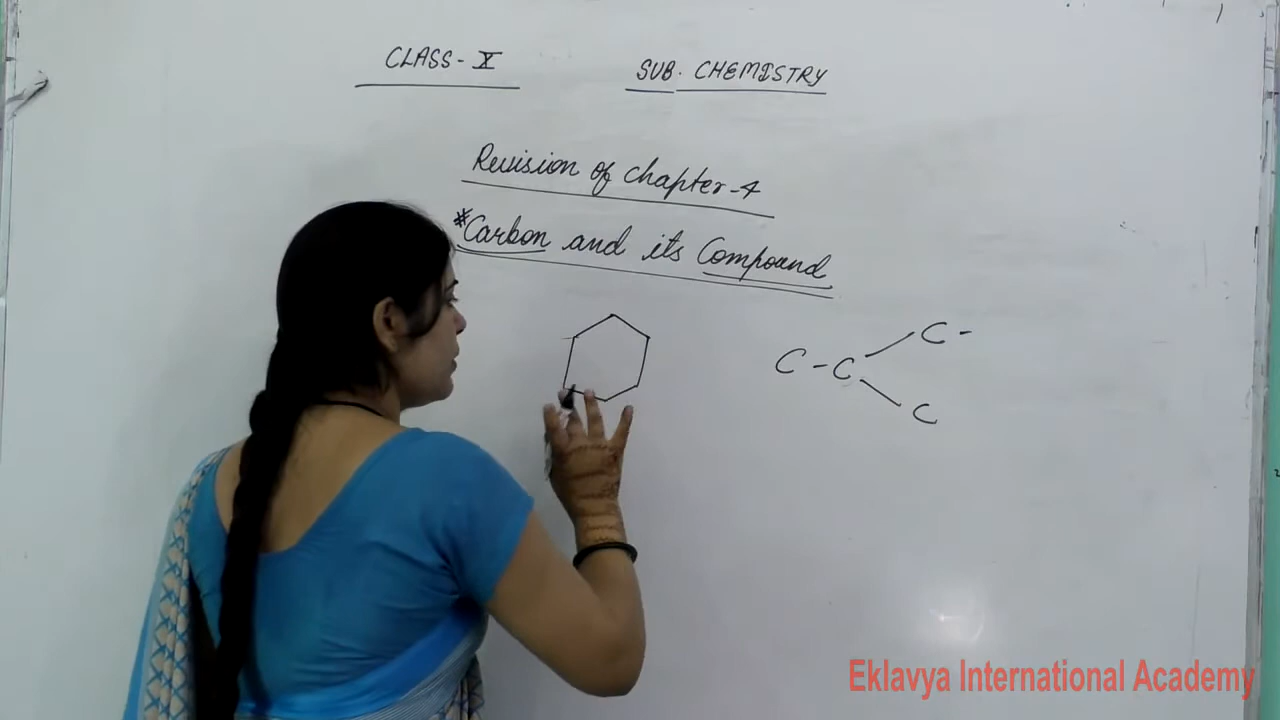 CLASS - X
SUB. CHEMISTRY
Revision of chapter-4
*Carbon and its Compound
C - C
C -
C
Eklavya International Academy